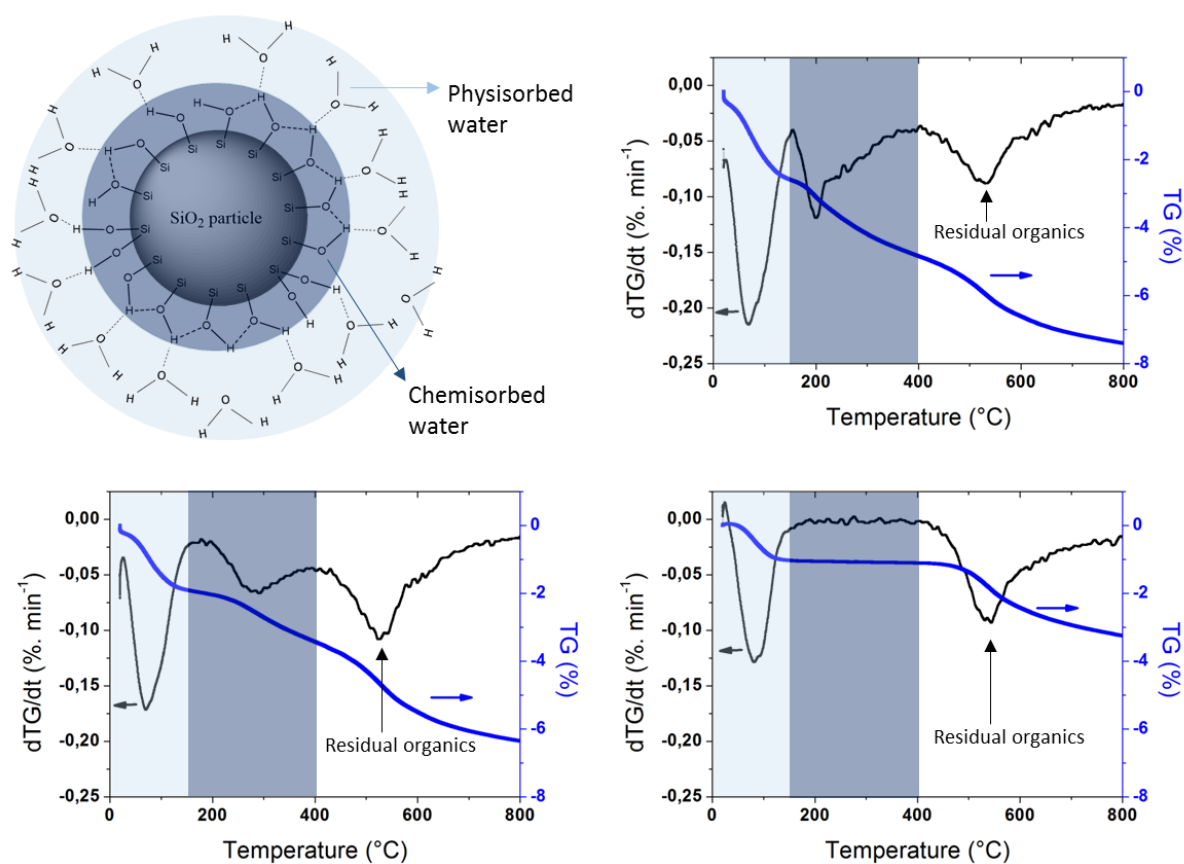 Physisorbed
water
SiO2 particle
Chemisorbed
water
0,00
-0,05
-0,10
-0,15
-0,20
-0,25
dTG/dt (%. min-1)
0
-2
-4
-6
-8
TG (%)
Residual organics
0 200 400 600 800
Temperature (°C)
0,00
-0,05
-0,10
-0,15
-0,20
-0,25
dTG/dt (%. min-1)
0
-2
-4
-6
-8
TG (%)
Residual organics
0 200 400 600 800
Temperature (°C)
0,00
-0,05
-0,10
-0,15
-0,20
-0,25
dTG/dt (%. min-1)
0
-2
-4
-6
-8
TG (%)
Residual organics
0 200 400 600 800
Temperature (°C)